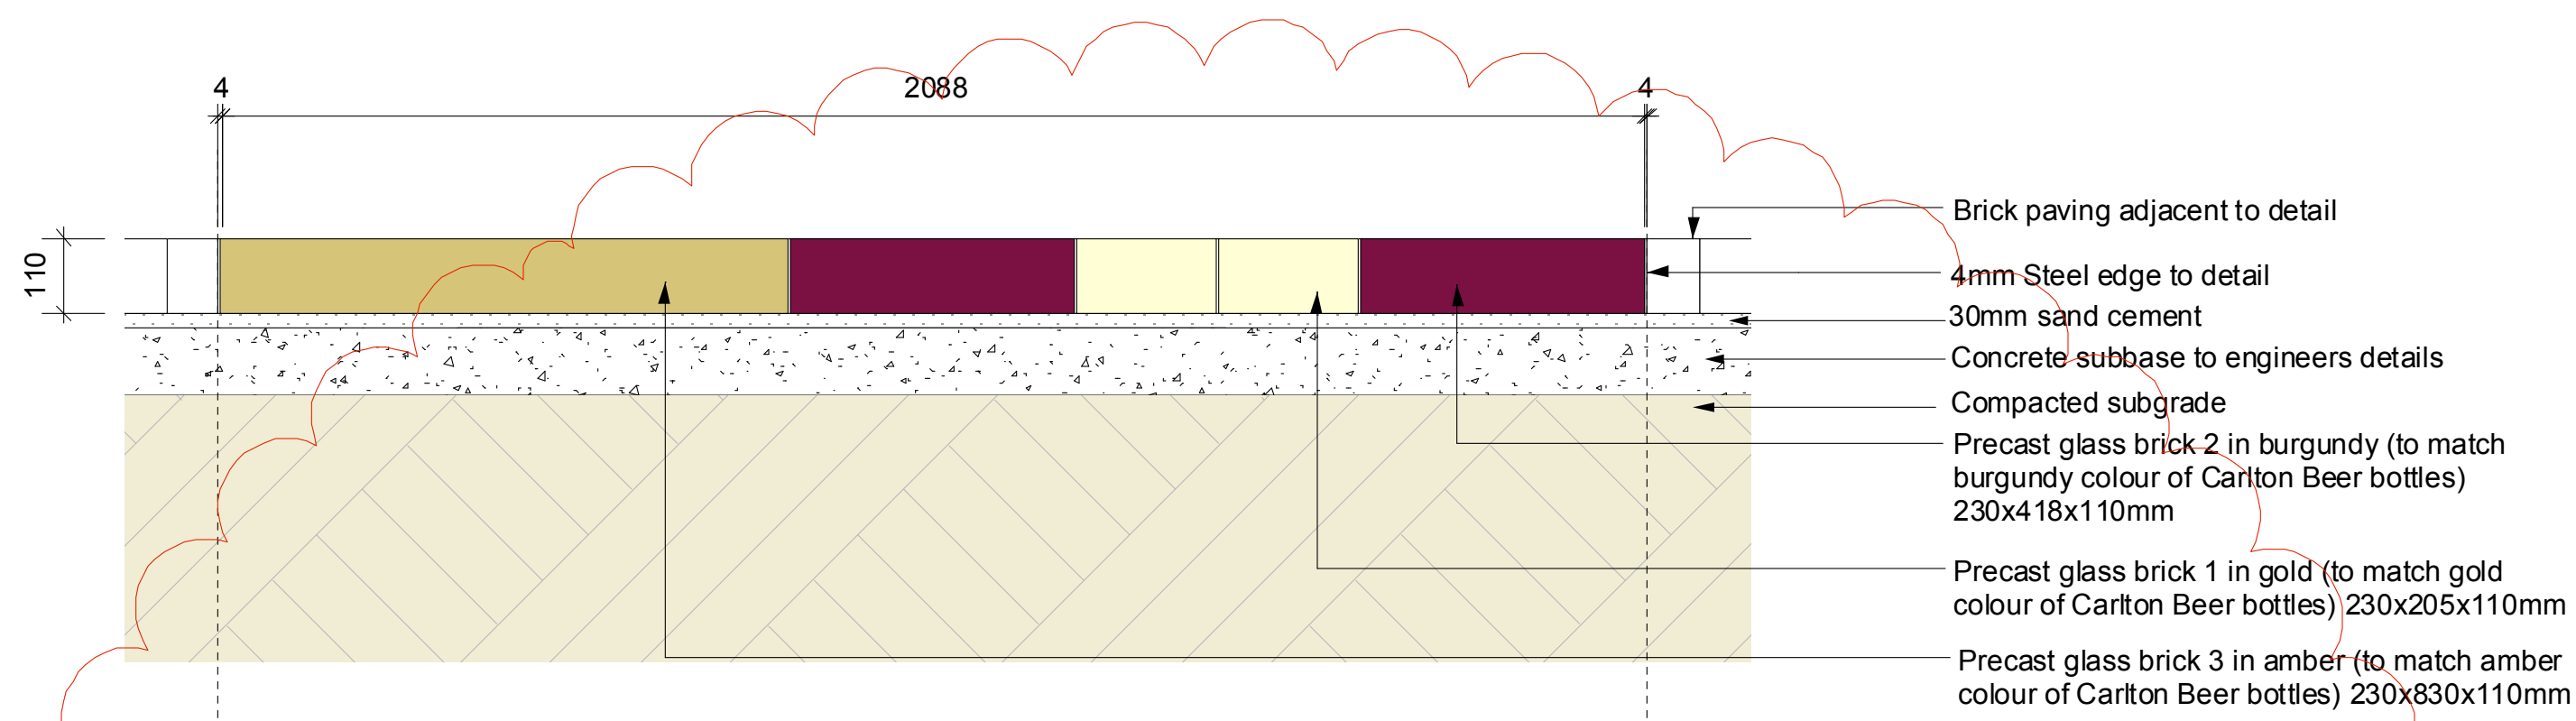 4
2088
4
110
Brick paving adjacent to detail
4mm Steel edge to detail
30mm sand cement
Concrete subbase to engineers details
Compacted subgrade
Precast glass brick 2 in burgundy (to match
burgundy colour of Carlton Beer bottles)
230x418x110mm
Precast glass brick 1 in gold (to match gold
colour of Carlton Beer bottles) 230x205x110mm
Precast glass brick 3 in amber (to match amber
colour of Carlton Beer bottles) 230x830x110mm